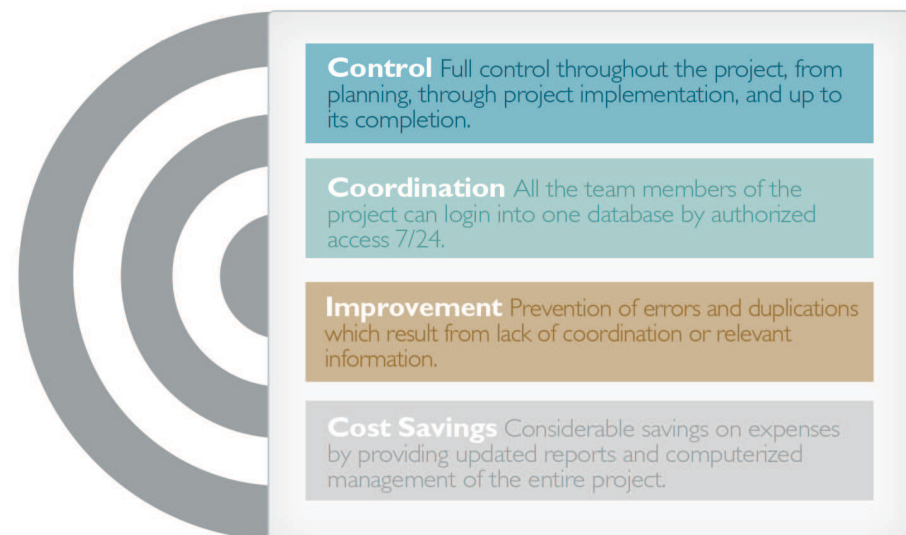 Control Full control throughout the project, from
planning, through project implementation, and up to
its completion.
Coordination All the team members of the
project can login into one database by authorized
access 7/24.
Improvement Prevention of errors and duplications
which result from lack of coordination or relevant
information.
Cost Savings Considerable savings on expenses
by providing updated reports and computerized
management of the entire project.